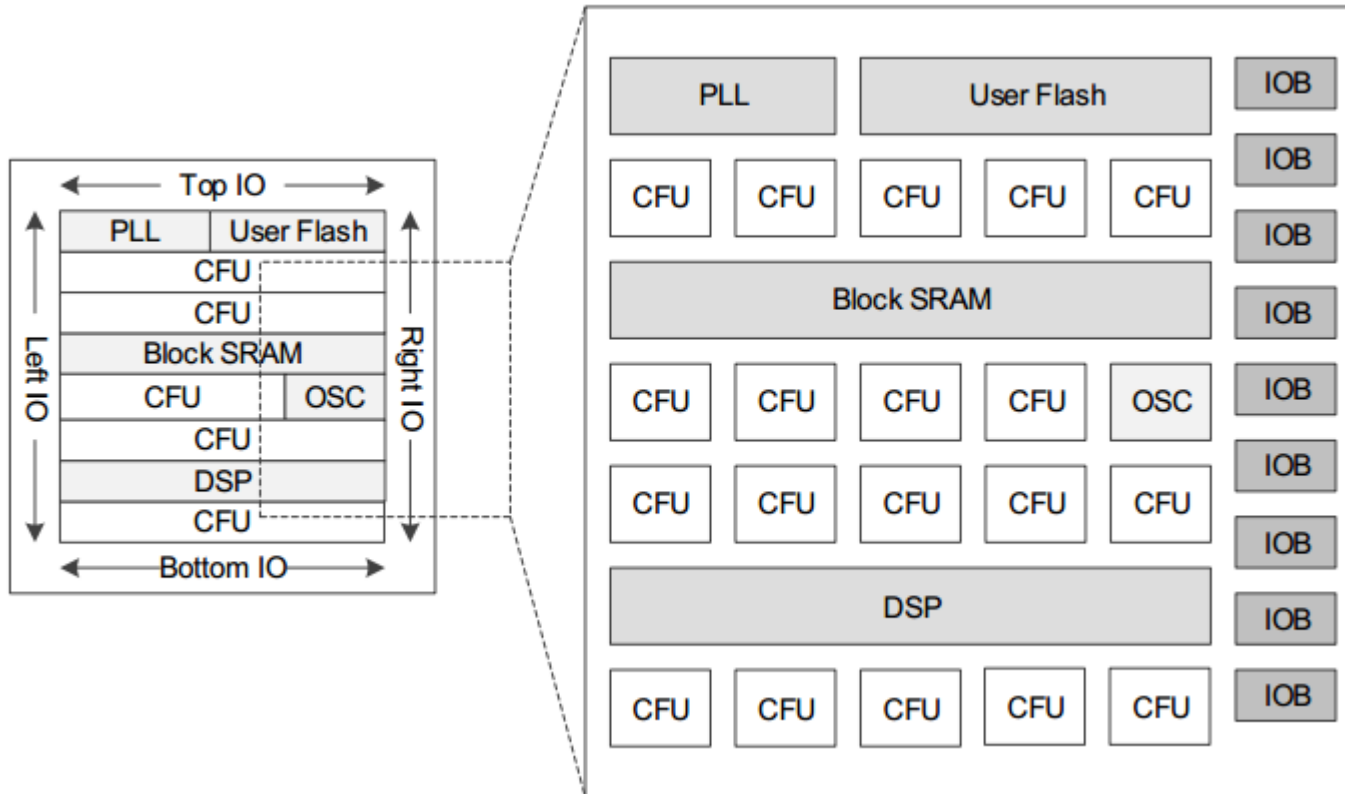 Top IO
PLL User Flash
CFU
CFU
Block SRAM
CFU OSC
CFU
DSP
CFU
Left IO
Right IO
Bottom IO
PLL User Flash IOB
IOB
CFU CFU CFU CFU CFU
IOB
Block SRAM IOB
CFU CFU CFU CFU OSC IOB
IOB
CFU CFU CFU CFU CFU
IOB
DSP IOB
CFU CFU CFU CFU CFU IOB